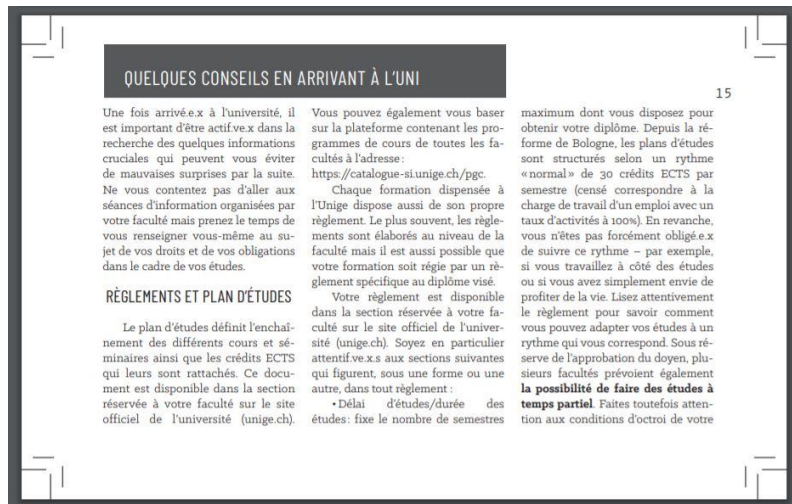 QUELQUES CONSEILS EN ARRIVANT À L'UNI
15
Une fois arrivé.e.x à l'université, il
est important d'être actif.ve.x dans la
recherche des quelques informations
cruciales qui peuvent vous éviter
de mauvaises surprises par la suite.
Ne vous contentez pas d'aller aux
séances d'information organisées par
votre faculté mais prenez le temps de
vous renseigner vous-même au su-
jet de vos droits et de vos obligations
dans le cadre de vos études.
RÈGLEMENTS ET PLAN D'ÉTUDES
Le plan d'études définit l'enchaî-
nement des différents cours et sé-
minaires ainsi que les crédits ECTS
qui leurs sont rattachés. Ce docu-
ment est disponible dans la section
réservée à votre faculté sur le site
officiel de l'université (unige.ch).
Vous pouvez également vous baser
sur la plateforme contenant les pro-
grammes de cours de toutes les fa-
cultés à l'adresse :
https://catalogue-si.unige.ch/pgc.
Chaque formation dispensée à
l'Unige dispose aussi de son propre
règlement. Le plus souvent, les règle-
ments sont élaborés au niveau de la
faculté mais il est aussi possible que
votre formation soit régie par un rè-
glement spécifique au diplôme visé.
Votre règlement est disponible
dans la section réservée à votre fa-
culté sur le site officiel de l'univer-
sité (unige.ch). Soyez en particulier
attentif.ve.x.s aux sections suivantes
qui figurent, sous une forme ou une
autre, dans tout règlement :
• Délai d'études/durée des
études : fixe le nombre de semestres
maximum dont vous disposez pour
obtenir votre diplôme. Depuis la ré-
forme de Bologne, les plans d'études
sont structurés selon un rythme
« normal » de 30 crédits ECTS par
semestre (censé correspondre à la
charge de travail d'un emploi avec un
taux d'activités à 100%). En revanche,
vous n'êtes pas forcément obligé.e.x
de suivre ce rythme – par exemple,
si vous travaillez à côté des études
ou si vous avez simplement envie de
profiter de la vie. Lisez attentivement
le règlement pour savoir comment
vous pouvez adapter vos études à un
rythme qui vous correspond. Sous ré-
serve de l'approbation du doyen, plu-
sieurs facultés prévoient également
la possibilité de faire des études à
temps partiel. Faites toutefois atten-
tion aux conditions d'octroi de votre